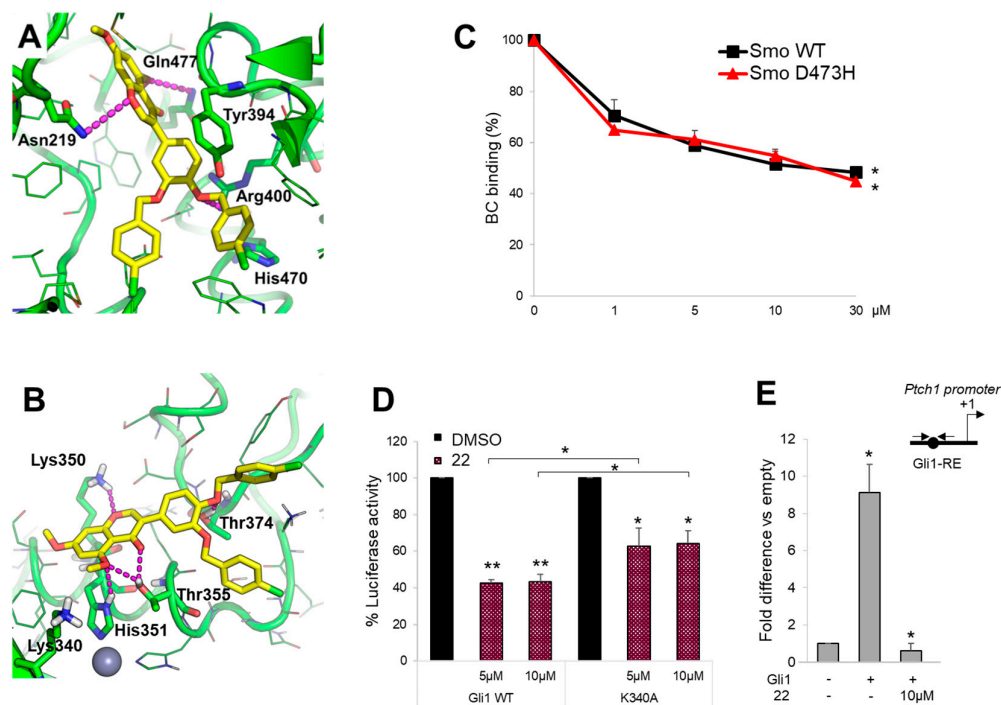 A
Gln477
Tyr394
Asn219
Arg400
His470
C
Smo WT
Smo D473H
BC binding (%)
100
80
60
40
20
0
*
*
0 1 5 10 30 µM
B
Lys350
Thr374
Thr355
His351
Lys340
D
DMSO
22
% Luciferase activity
120
100
80
60
40
20
0
*
*
** ** * *
5µM 10µM 5µM 10µM
Gli1 WT K340A
E
Ptch1 promoter
+1
Gli1-RE
Fold difference vs empty
12
10
8
6
4
2
0
*
*
Gli1 - + +
22 - - 10µM